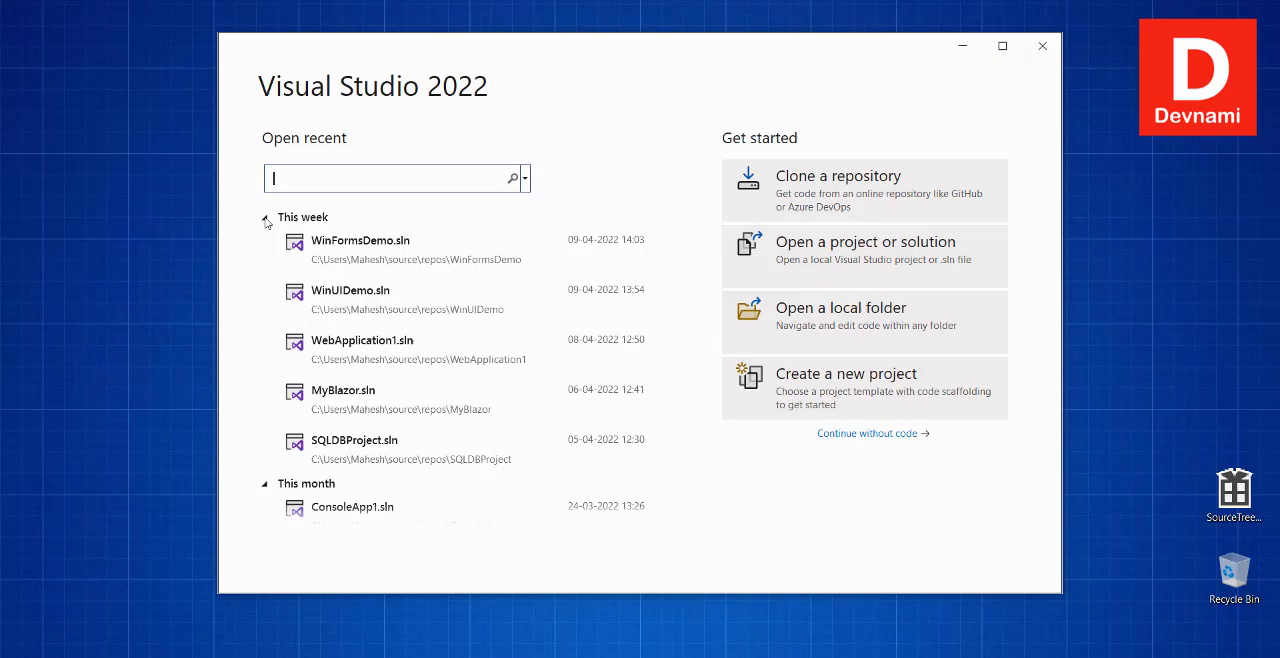 D
Devnami
Visual Studio 2022
Open recent
This week
WinFormsDemo.sln
09-04-2022 14:03
C:\Users\Mahesh\source\repos\WinFormsDemo
WinUIDemo.sln
09-04-2022 13:54
C:\Users\Mahesh\source\repos\WinUIDemo
WebApplication1.sln
08-04-2022 12:50
C:\Users\Mahesh\source\repos\WebApplication1
MyBlazor.sln
06-04-2022 12:41
C:\Users\Mahesh\source\repos\MyBlazor
SQLDBProject.sln
05-04-2022 12:30
C:\Users\Mahesh\source\repos\SQLDBProject
This month
ConsoleApp1.sln
24-03-2022 13:26
Get started
Clone a repository
Get code from an online repository like GitHub
or Azure DevOps
Open a project or solution
Open a local Visual Studio project or .sln file
Open a local folder
Navigate and edit code within any folder
Create a new project
Choose a project template with code scaffolding
to get started
Continue without code →
SourceTree...
Recycle Bin